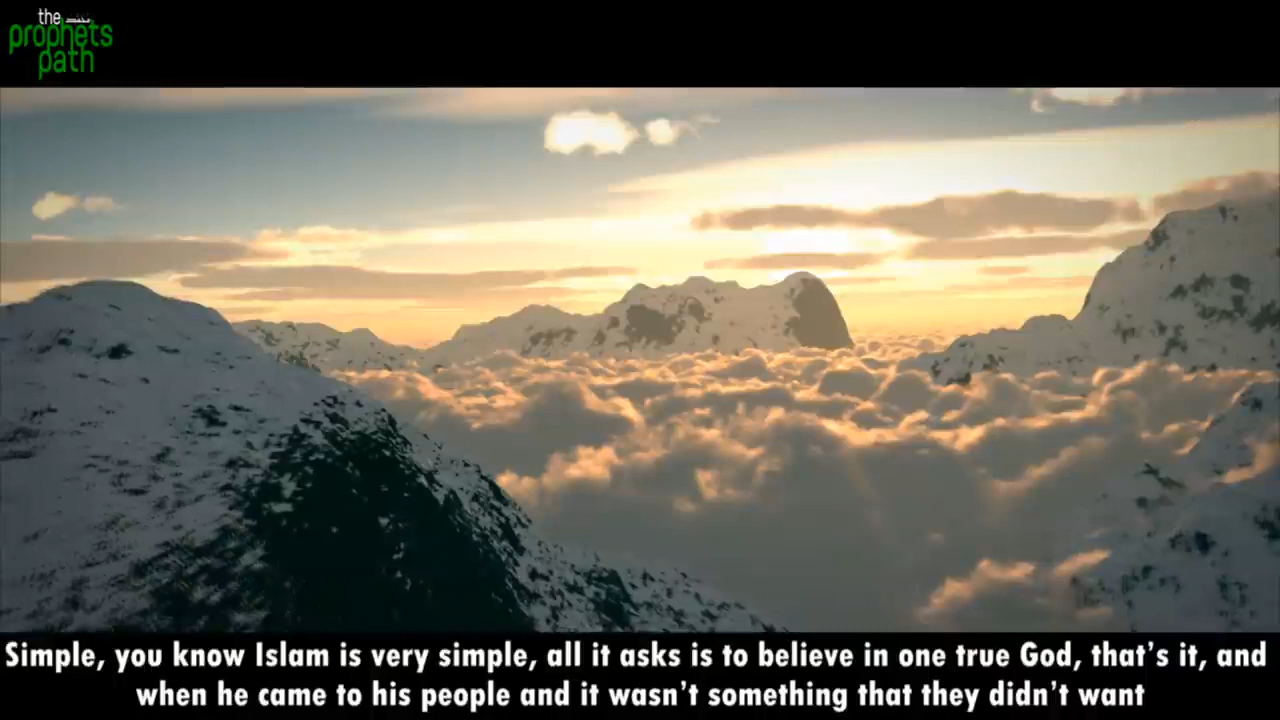 the
prophets
path
Simple, you know Islam is very simple, all it asks is to believe in one true God, that's it, and
when he came to his people and it wasn't something that they didn't want